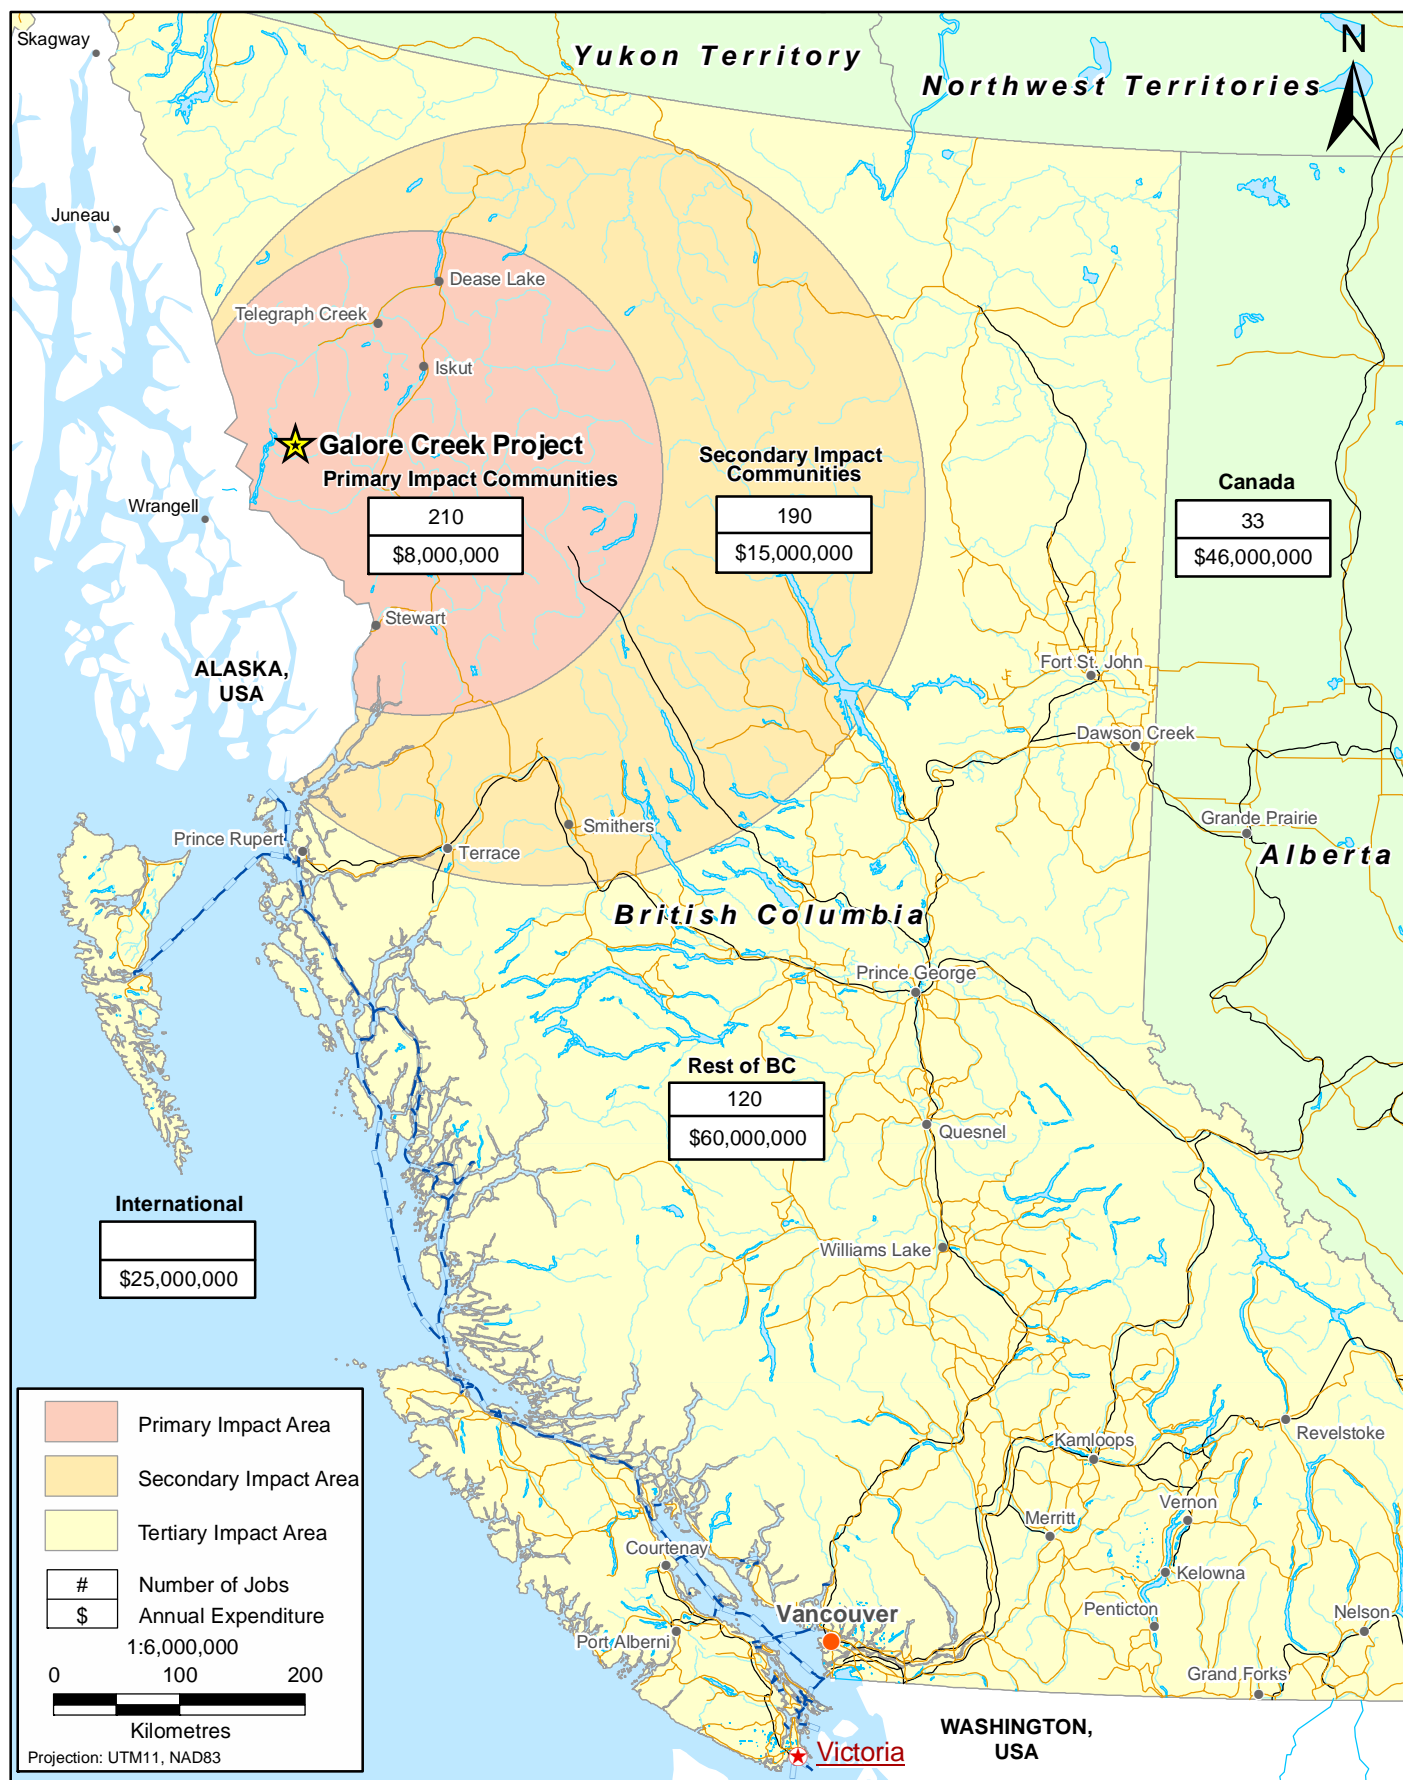 Skagway
Yukon Territory
Northwest Territories
N
Juneau
Dease Lake
Telegraph Creek
Iskut
Galore Creek Project
Primary Impact Communities
210
$8,000,000
Secondary Impact
Communities
190
$15,000,000
Canada
33
$46,000,000
Wrangell
Stewart
ALASKA,
USA
Fort St. John
Dawson Creek
Grande Prairie
Alberta
Prince Rupert
Terrace
Smithers
British Columbia
Prince George
Rest of BC
120
$60,000,000
Quesnel
International
$25,000,000
Williams Lake
Revelstoke
Kamloops
Vernon
Merritt
Courtenay
Kelowna
Vancouver
Penticton
Nelson
Port Alberni
Grand Forks
WASHINGTON,
USA
Victoria
Primary Impact Area
Secondary Impact Area
Tertiary Impact Area
# Number of Jobs
$ Annual Expenditure
1:6,000,000
0 100 200
Kilometres
Projection: UTM11, NAD83